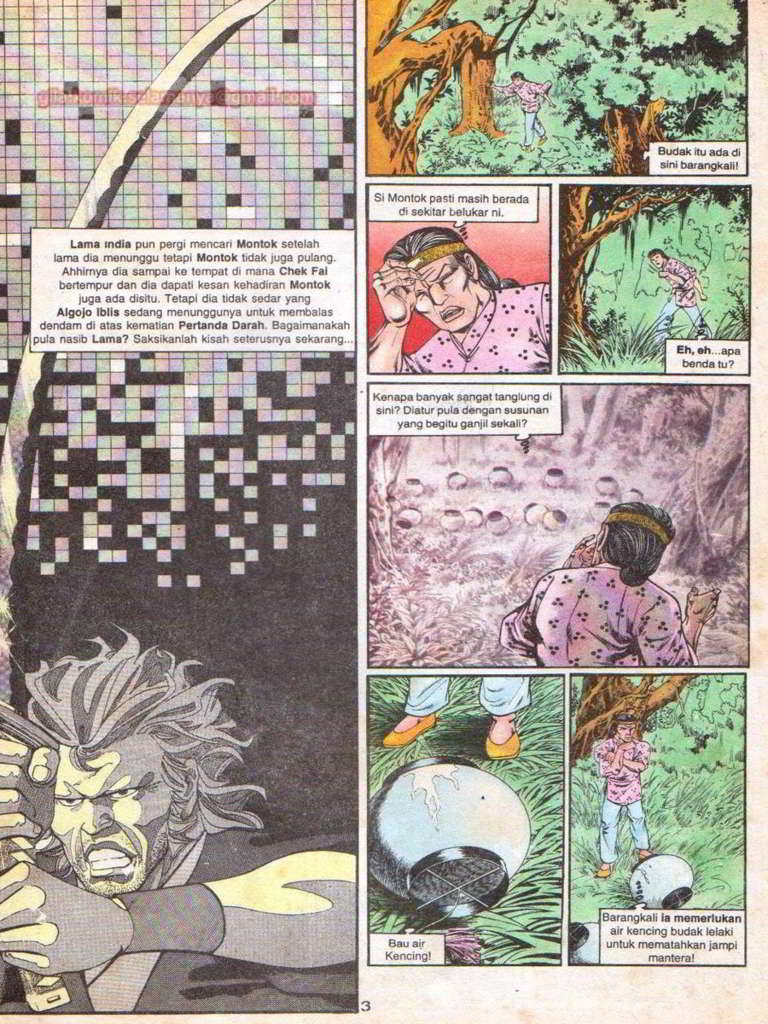 Lama india pun pergi mencari Montok setelah
lama dia menunggu tetapi Montok tidak juga pulang.
Ahhirnya dia sampai ke tempat di mana Chek Fai
bertempur dan dia dapati kesan kehadiran Montok
juga ada disitu. Tetapi dia tidak sedar yang
Algojo Iblis sedang menunggunya untuk membalas
dendam di atas kematian Pertanda Darah. Bagaimanakah
pula nasib Lama? Saksikanlah kisah seterusnya sekarang...
Budak itu ada di
sini barangkali!
Si Montok pasti masih berada
di sekitar belukar ni.
Eh, eh...apa
benda tu?
Kenapa banyak sangat tanglung di
sini? Diatur pula dengan susunan
yang begitu ganjil sekali?
Bau air
Kencing!
Barangkali ia memerlukan
air kencing budak lelaki
untuk mematahkan jampi
mantera!
3